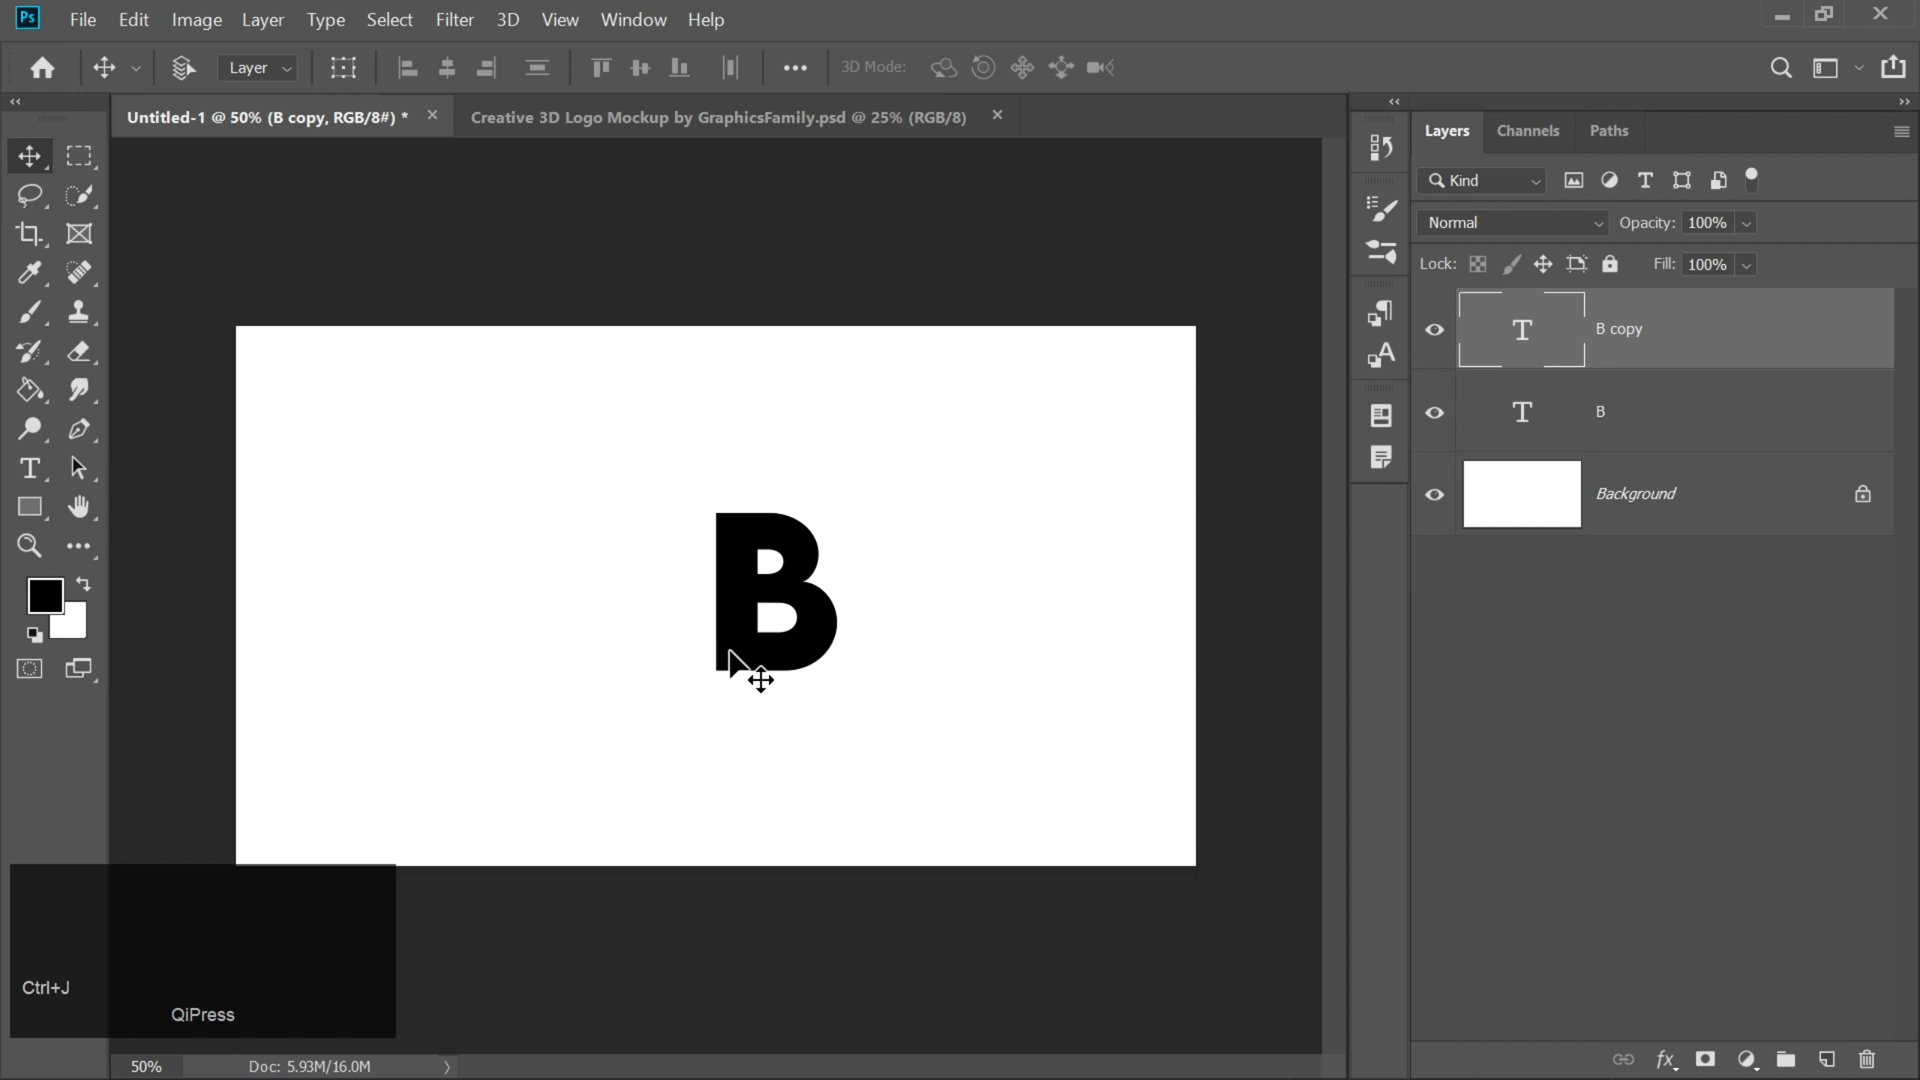 Ps File Edit Image Layer Type Select Filter 3D View Window Help
Layer 3D Mode:
Untitled-1 @ 50% (B copy, RGB/8#) * Creative 3D Logo Mockup by GraphicsFamily.psd @ 25% (RGB/8)
Layers Channels Paths
Kind
Normal Opacity: 100%
Lock: Fill: 100%
T B copy
T B
Background
B
Ctrl+J
QiPress
50% Doc: 5.93M/16.0M
fx